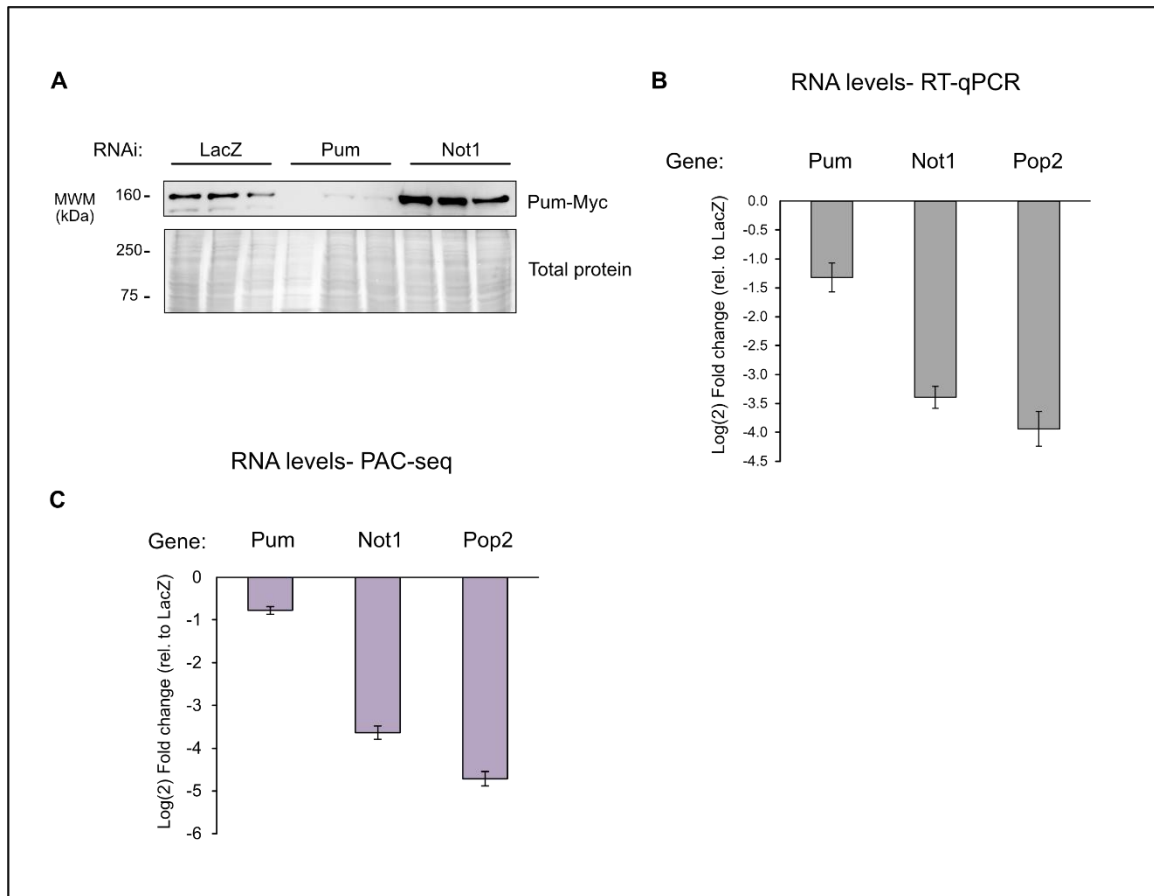 A
RNAi: LacZ Pum Not1
MWM (kDa)
160 -
Pum-Myc
250 -
75 -
Total protein
B
RNA levels- RT-qPCR
Gene: Pum Not1 Pop2
Log(2) Fold change (rel. to LacZ)
0.0
-0.5
-1.0
-1.5
-2.0
-2.5
-3.0
-3.5
-4.0
-4.5
RNA levels- PAC-seq
C
Gene: Pum Not1 Pop2
Log(2) Fold change (rel. to LacZ)
0
-1
-2
-3
-4
-5
-6